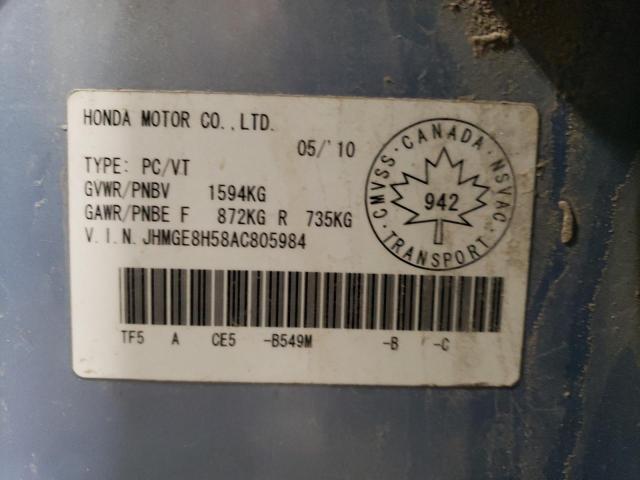 HONDA MOTOR CO.,LTD.
05/'10
TYPE: PC/VT
GVWR/PNBV 1594KG
GAWR/PNBE F 872KG R 735KG
V.I.N. JHMGE8H58AC805984
CMVSS · CANADA · NSVAC
942
TRANSPORT
TF5 A CE5 -B549M -B -C